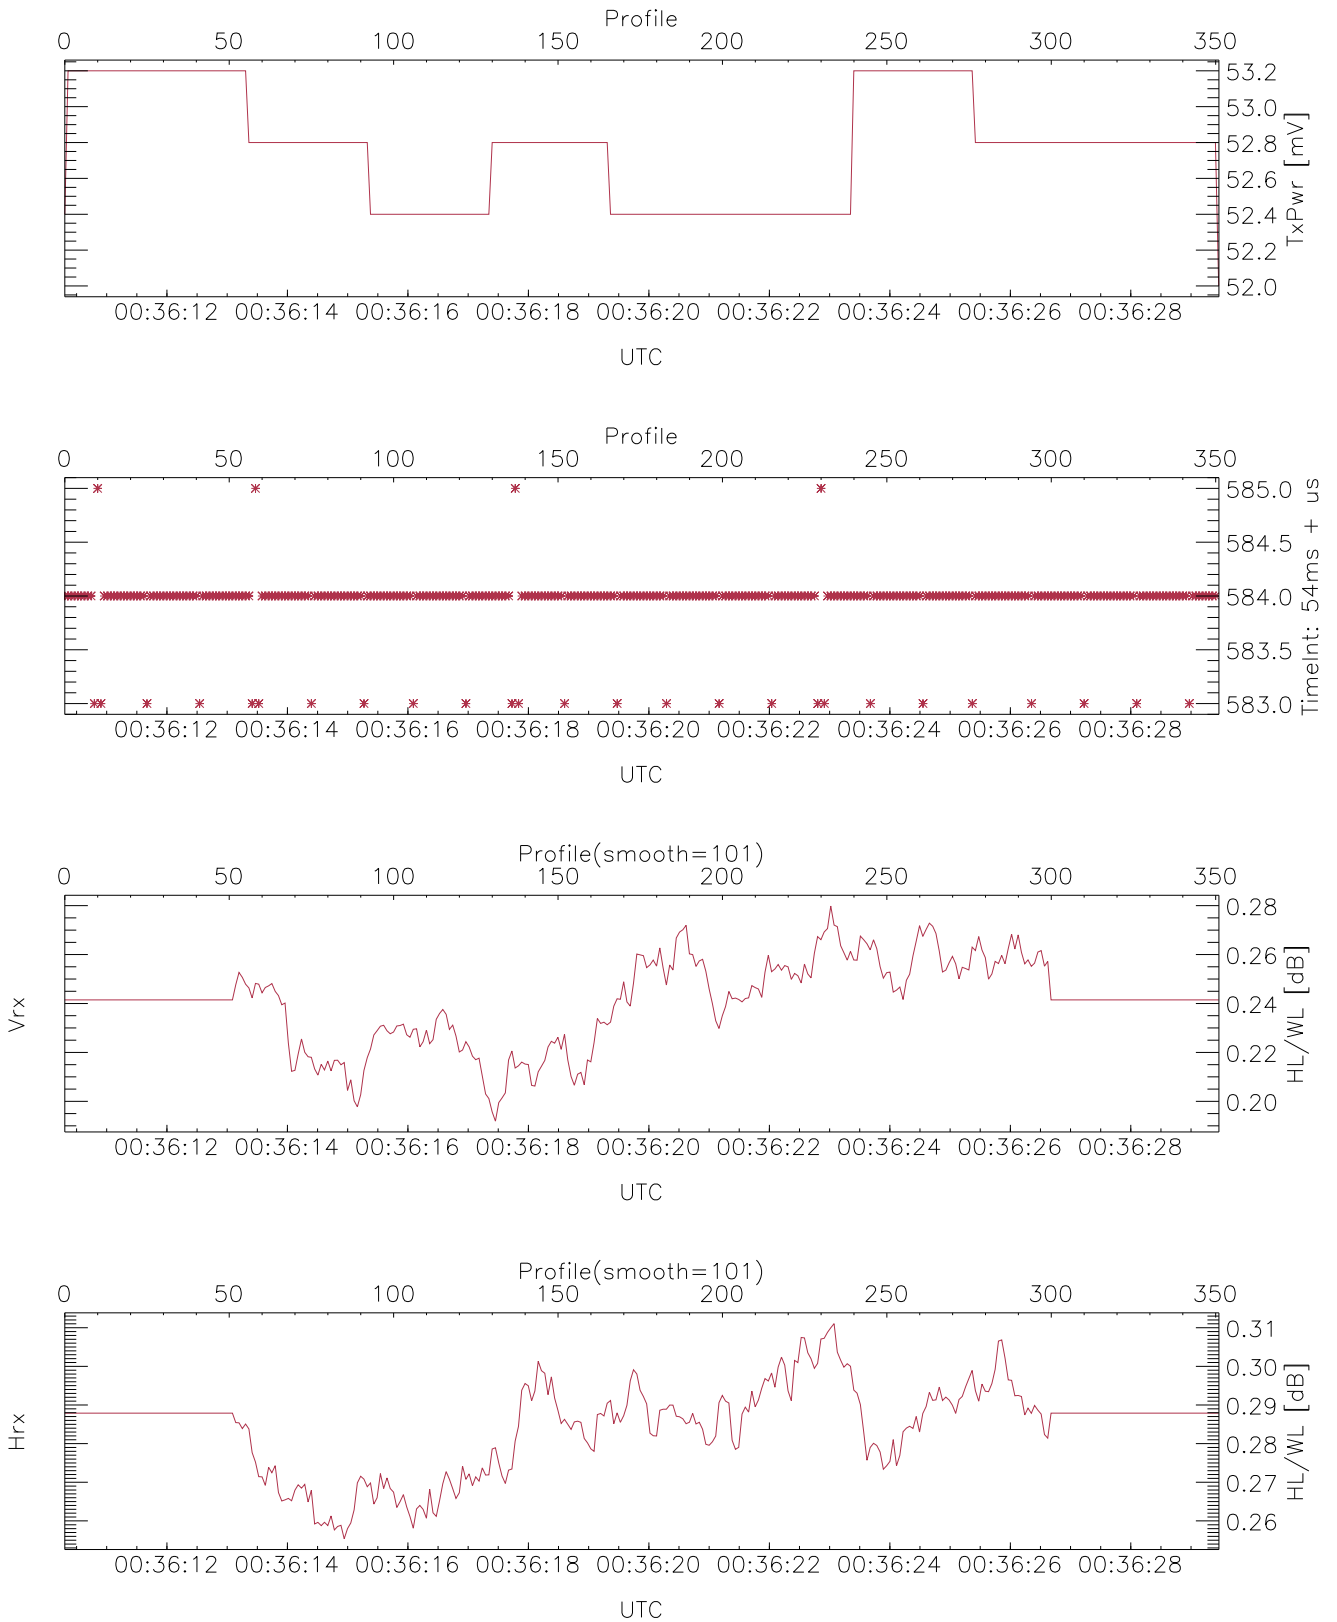 Profile
0 50 100 150 200 250 300 350
53.2
53.0
52.8
52.6
52.4
52.2
52.0
TxPwr [mV]
00:36:12 00:36:14 00:36:16 00:36:18 00:36:20 00:36:22 00:36:24 00:36:26 00:36:28
UTC
Profile
0 50 100 150 200 250 300 350
585.0
584.5
584.0
583.5
583.0
TimeInt: 54ms + us
00:36:12 00:36:14 00:36:16 00:36:18 00:36:20 00:36:22 00:36:24 00:36:26 00:36:28
UTC
Profile(smooth=101)
0 50 100 150 200 250 300 350
Vrx
0.28
0.26
0.24
0.22
0.20
HL/WL [dB]
00:36:12 00:36:14 00:36:16 00:36:18 00:36:20 00:36:22 00:36:24 00:36:26 00:36:28
UTC
Profile(smooth=101)
0 50 100 150 200 250 300 350
Hrx
0.31
0.30
0.29
0.28
0.27
0.26
HL/WL [dB]
00:36:12 00:36:14 00:36:16 00:36:18 00:36:20 00:36:22 00:36:24 00:36:26 00:36:28
UTC